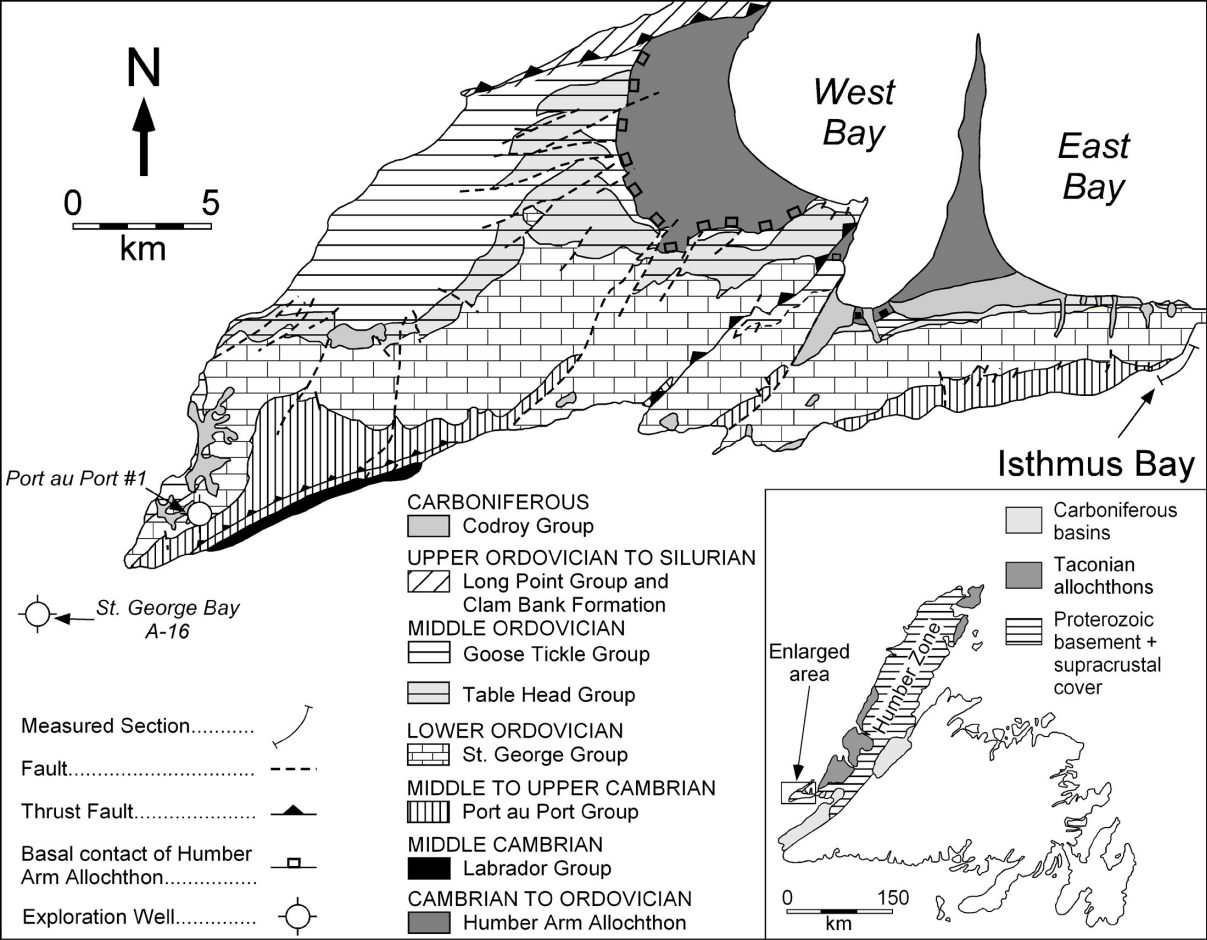 N
0 5
km
West
Bay
East
Bay
Isthmus Bay
Port au Port #1
St. George Bay
A-16
Measured Section...........
Fault................................
Thrust Fault.....................
Basal contact of Humber
Arm Allochthon................
Exploration Well..............
CARBONIFEROUS
Codroy Group
UPPER ORDOVICIAN TO SILURIAN
Long Point Group and
Clam Bank Formation
MIDDLE ORDOVICIAN
Goose Tickle Group
Table Head Group
LOWER ORDOVICIAN
St. George Group
MIDDLE TO UPPER CAMBRIAN
Port au Port Group
MIDDLE CAMBRIAN
Labrador Group
CAMBRIAN TO ORDOVICIAN
Humber Arm Allochthon
Carboniferous
basins
Taconian
allochthons
Proterozoic
basement +
supracrustal
cover
Enlarged
area
Humber Zone
0 150
km